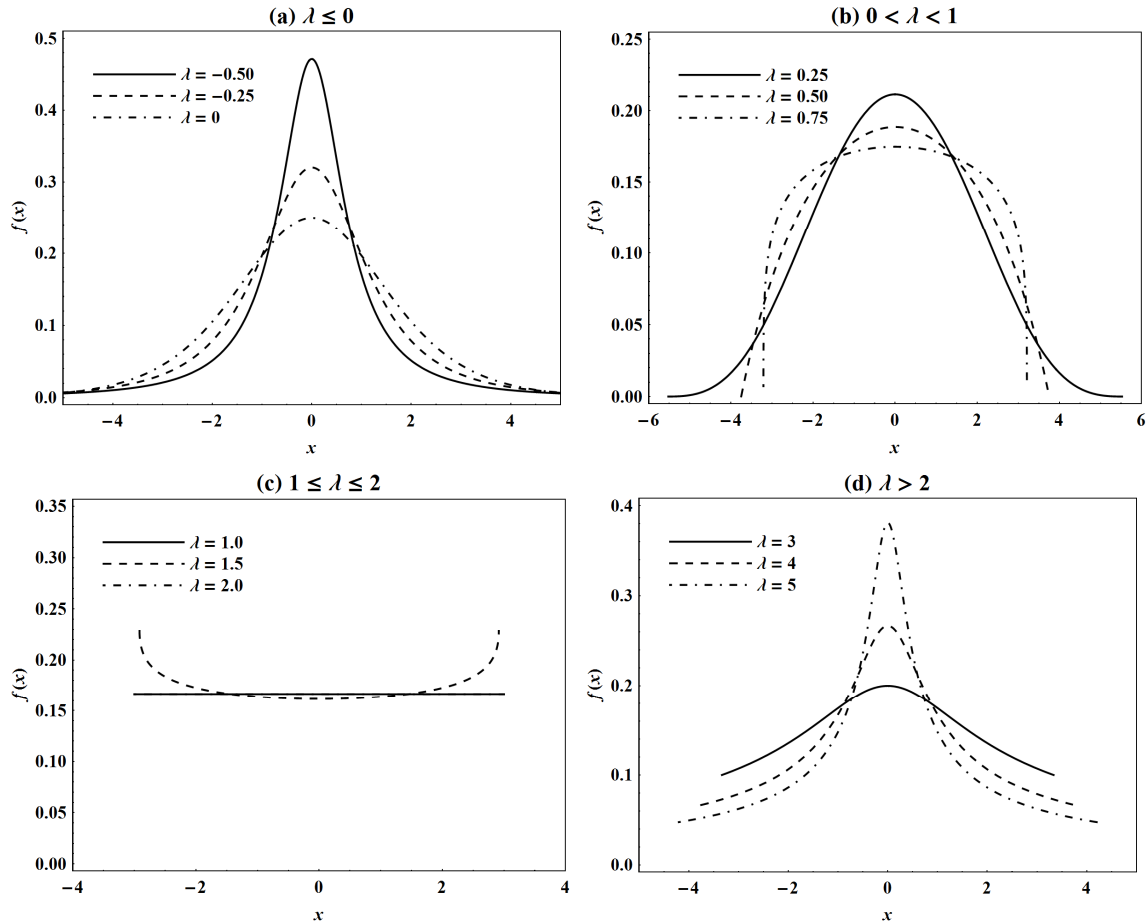 (a) λ ≤ 0
0.5
0.4
0.3
0.2
0.1
0.0
f(x)
λ = −0.50
λ = −0.25
λ = 0
−4 −2 0 2 4
x
(b) 0 < λ < 1
0.25
0.20
0.15
0.10
0.05
0.00
f(x)
λ = 0.25
λ = 0.50
λ = 0.75
−6 −4 −2 0 2 4 6
x
(c) 1 ≤ λ ≤ 2
0.35
0.30
0.25
0.20
0.15
0.10
0.05
0.00
f(x)
λ = 1.0
λ = 1.5
λ = 2.0
−4 −2 0 2 4
x
(d) λ > 2
0.4
0.3
0.2
0.1
0.0
f(x)
λ = 3
λ = 4
λ = 5
−4 −2 0 2 4
x